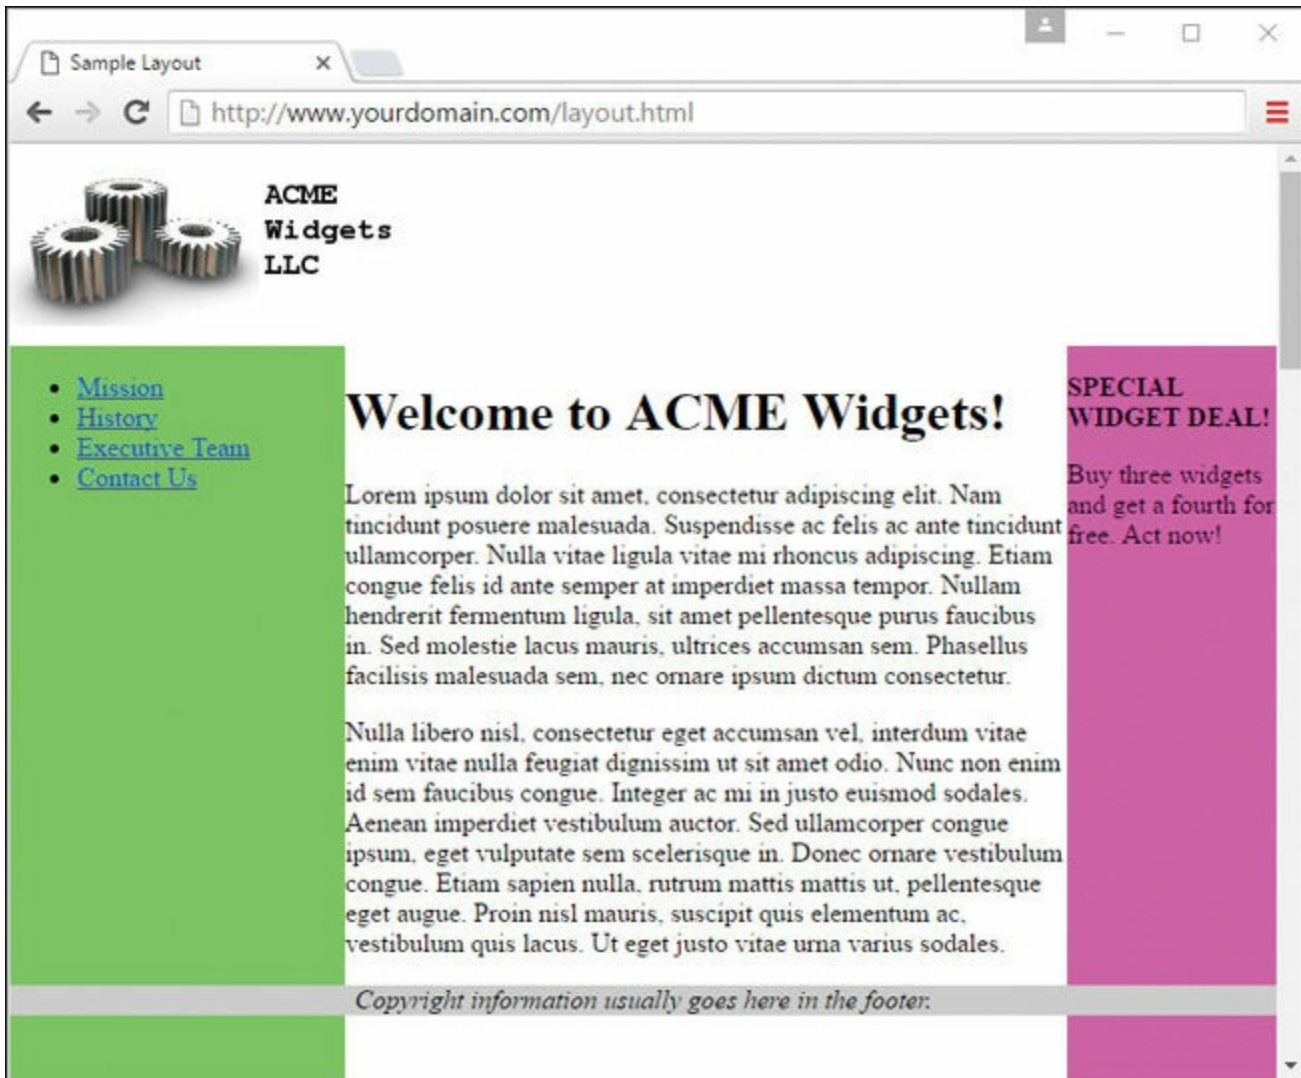 Sample Layout
http://www.yourdomain.com/layout.html
ACME
Widgets
LLC
Mission
History
Executive Team
Contact Us
Welcome to ACME Widgets!
Lorem ipsum dolor sit amet, consectetur adipiscing elit. Nam
tincidunt posuere malesuada. Suspendisse ac felis ac ante tincidunt
ullamcorper. Nulla vitae ligula vitae mi rhoncus adipiscing. Etiam
congue felis id ante semper at imperdiet massa tempor. Nullam
hendrerit fermentum ligula, sit amet pellentesque purus faucibus
in. Sed molestie lacus mauris, ultrices accumsan sem. Phasellus
facilisis malesuada sem, nec ornare ipsum dictum consectetur.
Nulla libero nisl, consectetur eget accumsan vel, interdum vitae
enim vitae nulla feugiat dignissim ut sit amet odio. Nunc non enim
id sem faucibus congue. Integer ac mi in justo euismod sodales.
Aenean imperdiet vestibulum auctor. Sed ullamcorper congue
ipsum, eget vulputate sem scelerisque in. Donec ornare vestibulum
congue. Etiam sapien nulla, rutrum mattis mattis ut, pellentesque
eget augue. Proin nisl mauris, suscipit quis elementum ac,
vestibulum quis lacus. Ut eget justo vitae urna varius sodales.
SPECIAL
WIDGET DEAL!
Buy three widgets
and get a fourth for
free. Act now!
Copyright information usually goes here in the footer.